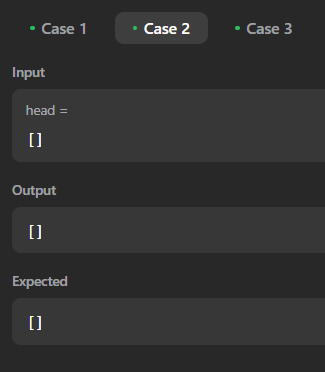 Case 1 Case 2 Case 3
Input
head =
[]
Output
[]
Expected
[]